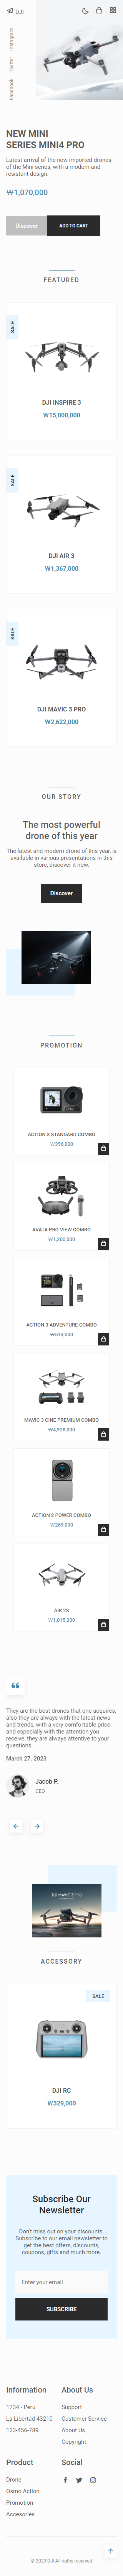 DJI
Instagram
Twitter
Facebook
NEW MINI
SERIES MINI4 PRO
Latest arrival of the new imported drones
of the Mini series, with a modern and
resistant design.
₩1,070,000
Discover
ADD TO CART
FEATURED
SALE
DJI INSPIRE 3
₩15,000,000
SALE
DJI AIR 3
₩1,367,000
SALE
DJI MAVIC 3 PRO
₩2,622,000
OUR STORY
The most powerful
drone of this year
The latest and modern drone of this year, is
available in various presentations in this
store, discover it now.
Discover
PROMOTION
ACTION 3 STANDARD COMBO
₩396,000
AVATA PRO VIEW COMBO
₩1,200,000
ACTION 3 ADVENTURE COMBO
₩514,000
MAVIC 3 CINE PREMIUM COMBO
₩4,928,000
ACTION 2 POWER COMBO
₩269,000
AIR 2S
₩1,015,200
They are the best drones that one acquires,
also they are always with the latest news
and trends, with a very comfortable price
and especially with the attention you
receive, they are always attentive to your
questions.
March 27. 2023
Jacob P.
CEO
DJI MAVIC 3 PRO
ACCESSORY
SALE
DJI RC
₩329,000
Subscribe Our
Newsletter
Don't miss out on your discounts.
Subscribe to our email newsletter to
get the best offers, discounts,
coupons, gifts and much more.
Enter your email
SUBSCRIBE
Information
1234 - Peru
La Libertad 43210
123-456-789
About Us
Support
Customer Service
About Us
Copyright
Product
Drone
Osmo Action
Promotion
Accesories
Social
© 2023 DJI All rights reserved